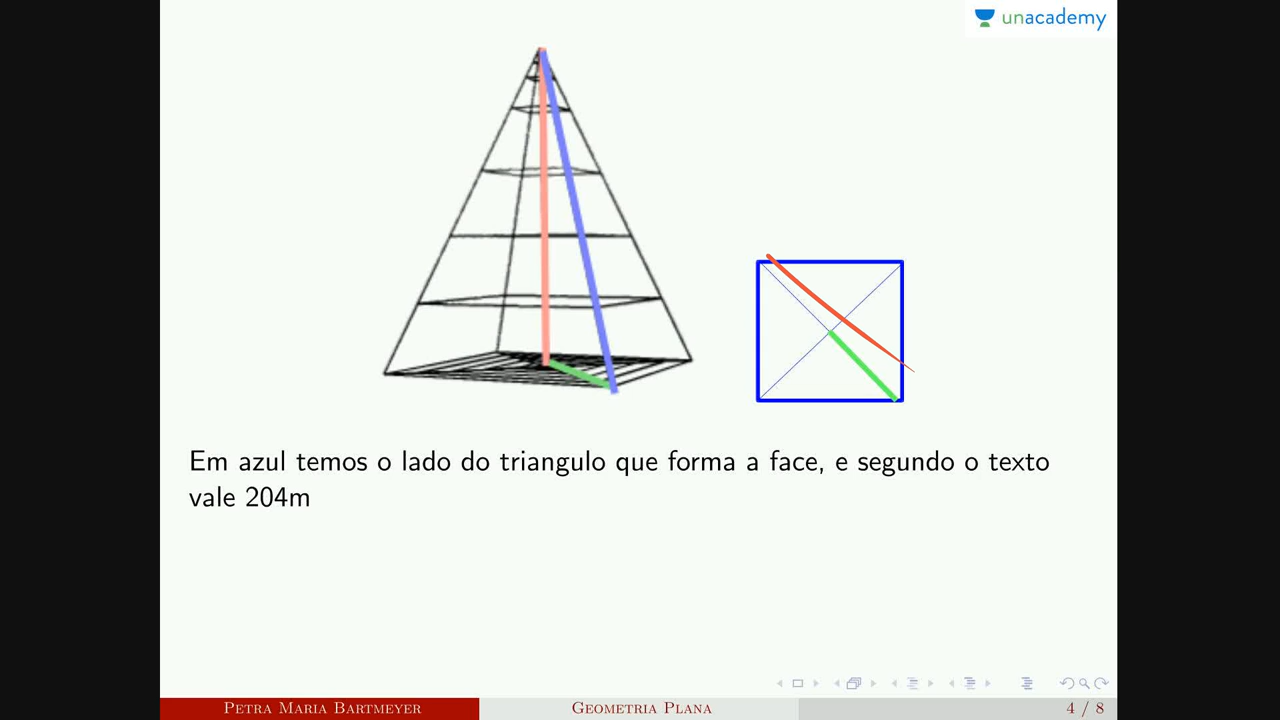 unacademy
Em azul temos o lado do triangulo que forma a face, e segundo o texto
vale 204m
Petra Maria Bartmeyer
Geometria Plana
4 / 8